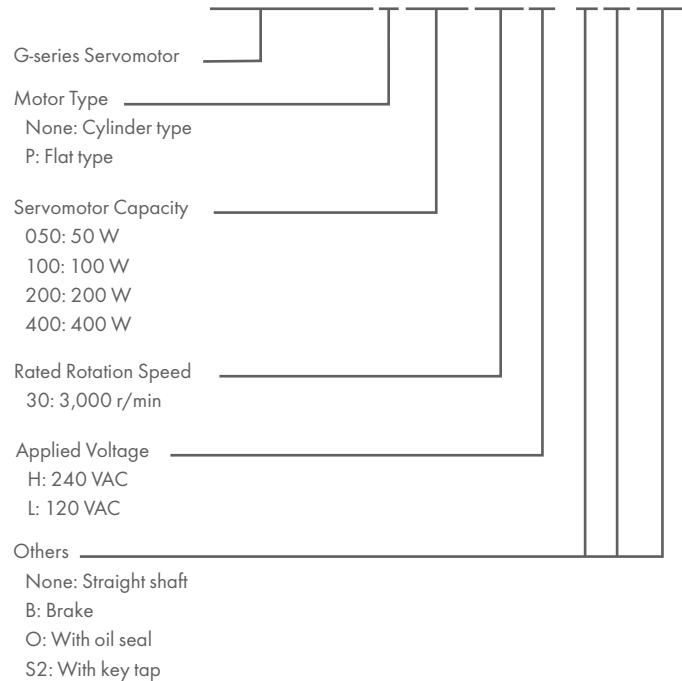 G-series Servomotor
Motor Type
None: Cylinder type
P: Flat type
Servomotor Capacity
050: 50 W
100: 100 W
200: 200 W
400: 400 W
Rated Rotation Speed
30: 3,000 r/min
Applied Voltage
H: 240 VAC
L: 120 VAC
Others
None: Straight shaft
B: Brake
O: With oil seal
S2: With key tap